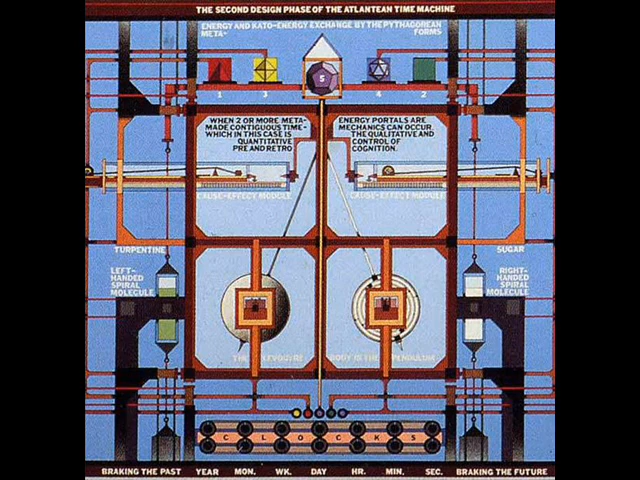 THE SECOND DESIGN PHASE OF THE ATLANTEAN TIME MACHINE
ENERGY AND KATO-ENERGY EXCHANGE BY THE PYTHAGOREAN
META- FORMS
5
1 3 4 2
WHEN 2 OR MORE META-
MADE CONTIGUOUS TIME-
WHICH IN THIS CASE IS
QUANTITATIVE
PRE AND RETRO
ENERGY PORTALS ARE
MECHANICS CAN OCCUR.
THE QUALITATIVE AND
CONTROL OF
COGNITION.
CAUSE-EFFECT MODULE
CAUSE-EFFECT MODULE
TURPENTINE
SUGAR
LEFT-
HANDED
SPIRAL
MOLECULE
RIGHT-
HANDED
SPIRAL
MOLECULE
THE
BODY IS THE PENDULUM
CLOCKS
BRAKING THE PAST YEAR MON. WK. DAY HR. MIN. SEC. BRAKING THE FUTURE